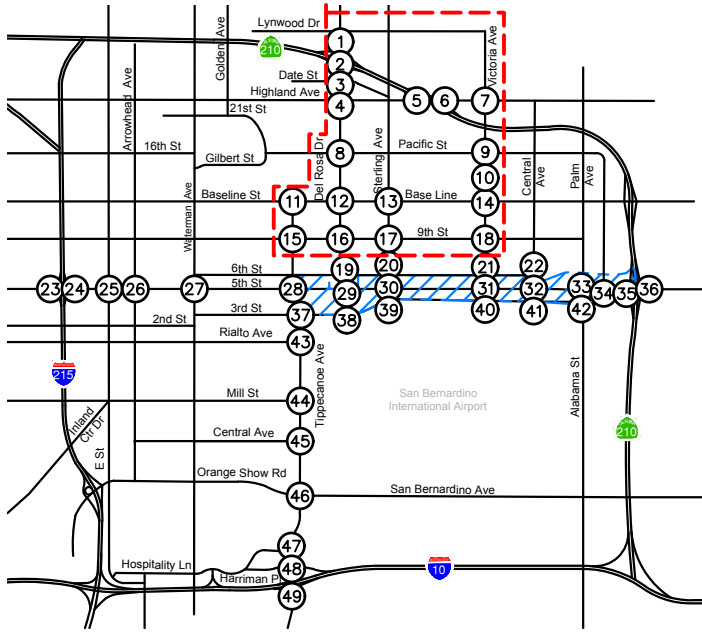 Lynwood Dr
1
Golden Ave
210
2
Victoria Ave
Arrowhead Ave
Date St
3
Highland Ave
4
5
6
7
21st St
16th St
Gilbert St
8
Pacific St
9
Del Rosa Dr
Sterling Ave
Central
Ave
Palm
Ave
10
Waterman Ave
Baseline St
11
12
13
Base Line
14
15
16
17
9th St
18
6th St
19
20
21
22
5th St
23
24
25
26
27
28
29
30
31
32
33
34
35
36
3rd St
37
38
39
40
41
42
2nd St
Rialto Ave
43
Tippecanoe Ave
215
Mill St
44
San Bernardino
International Airport
Alabama St
Inland
Ctr Dr
E St
Central Ave
45
210
Orange Show Rd
46
San Bernardino Ave
47
Hospitality Ln
48
Harriman P
10
49